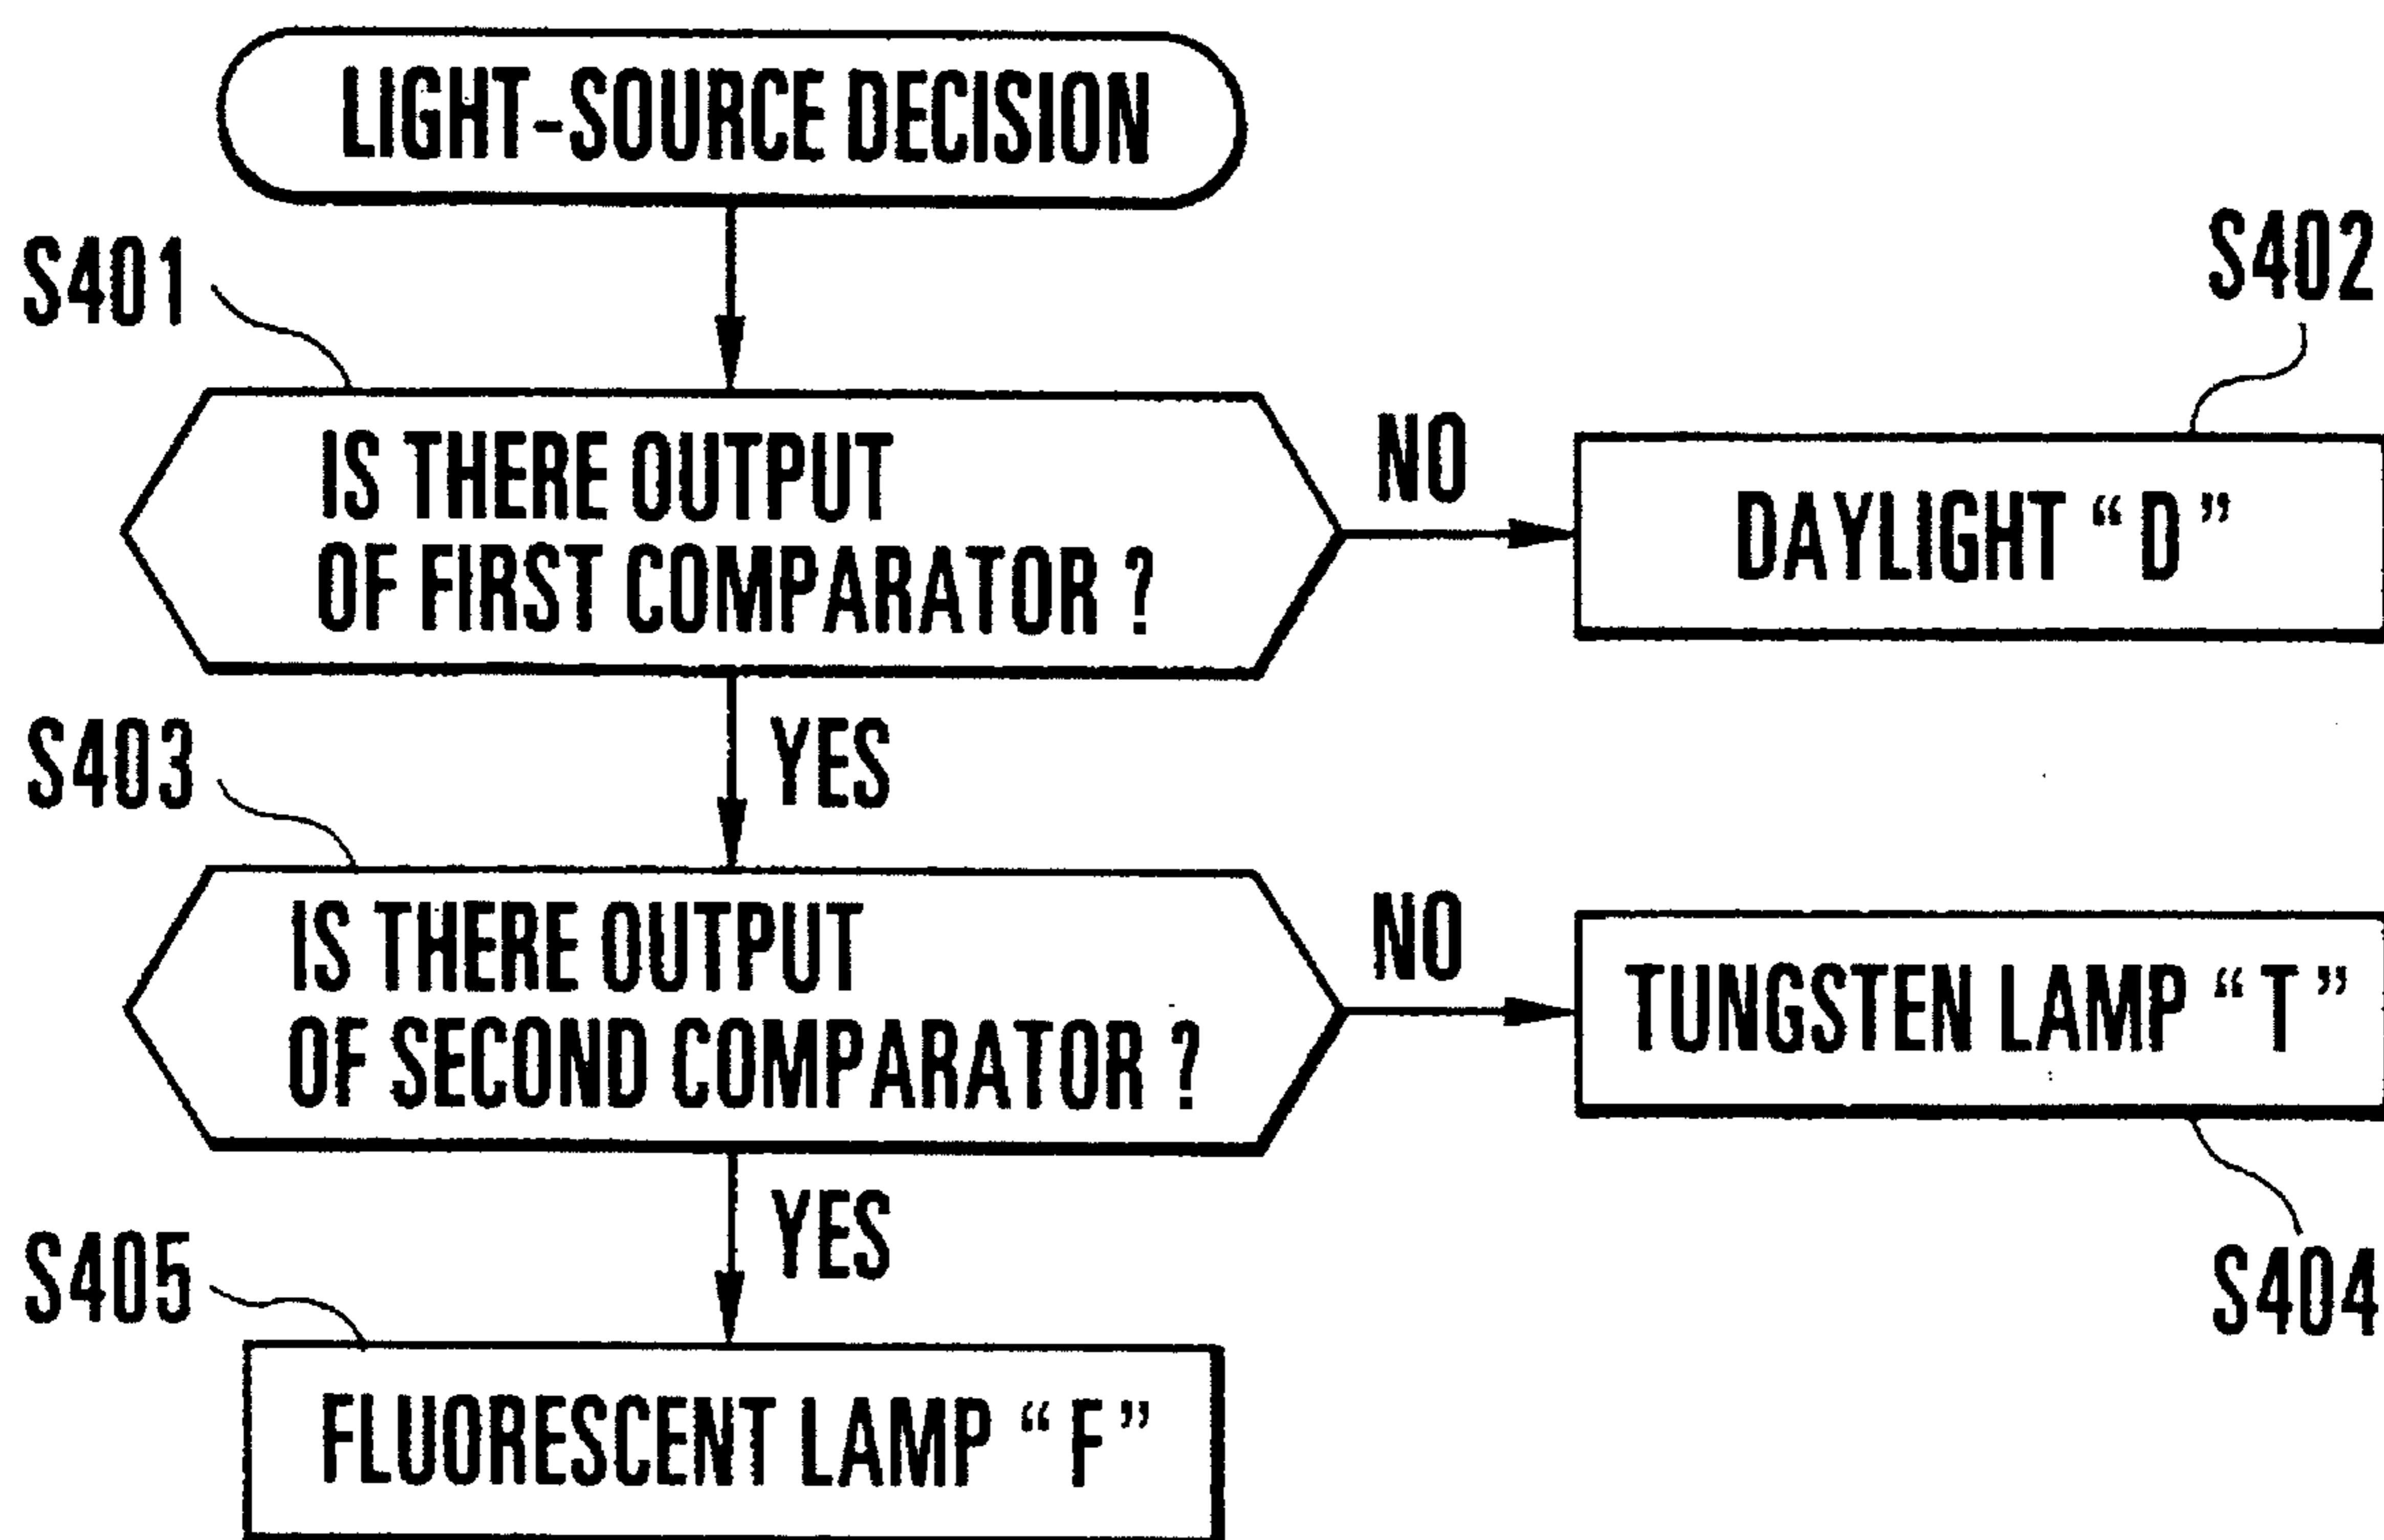 LIGHT-SOURCE DECISION
S401
S402
IS THERE OUTPUT
OF FIRST COMPARATOR ?
NO
DAYLIGHT “D”
YES
S403
IS THERE OUTPUT
OF SECOND COMPARATOR ?
NO
TUNGSTEN LAMP “T”
YES
S404
S405
FLUORESCENT LAMP “F”